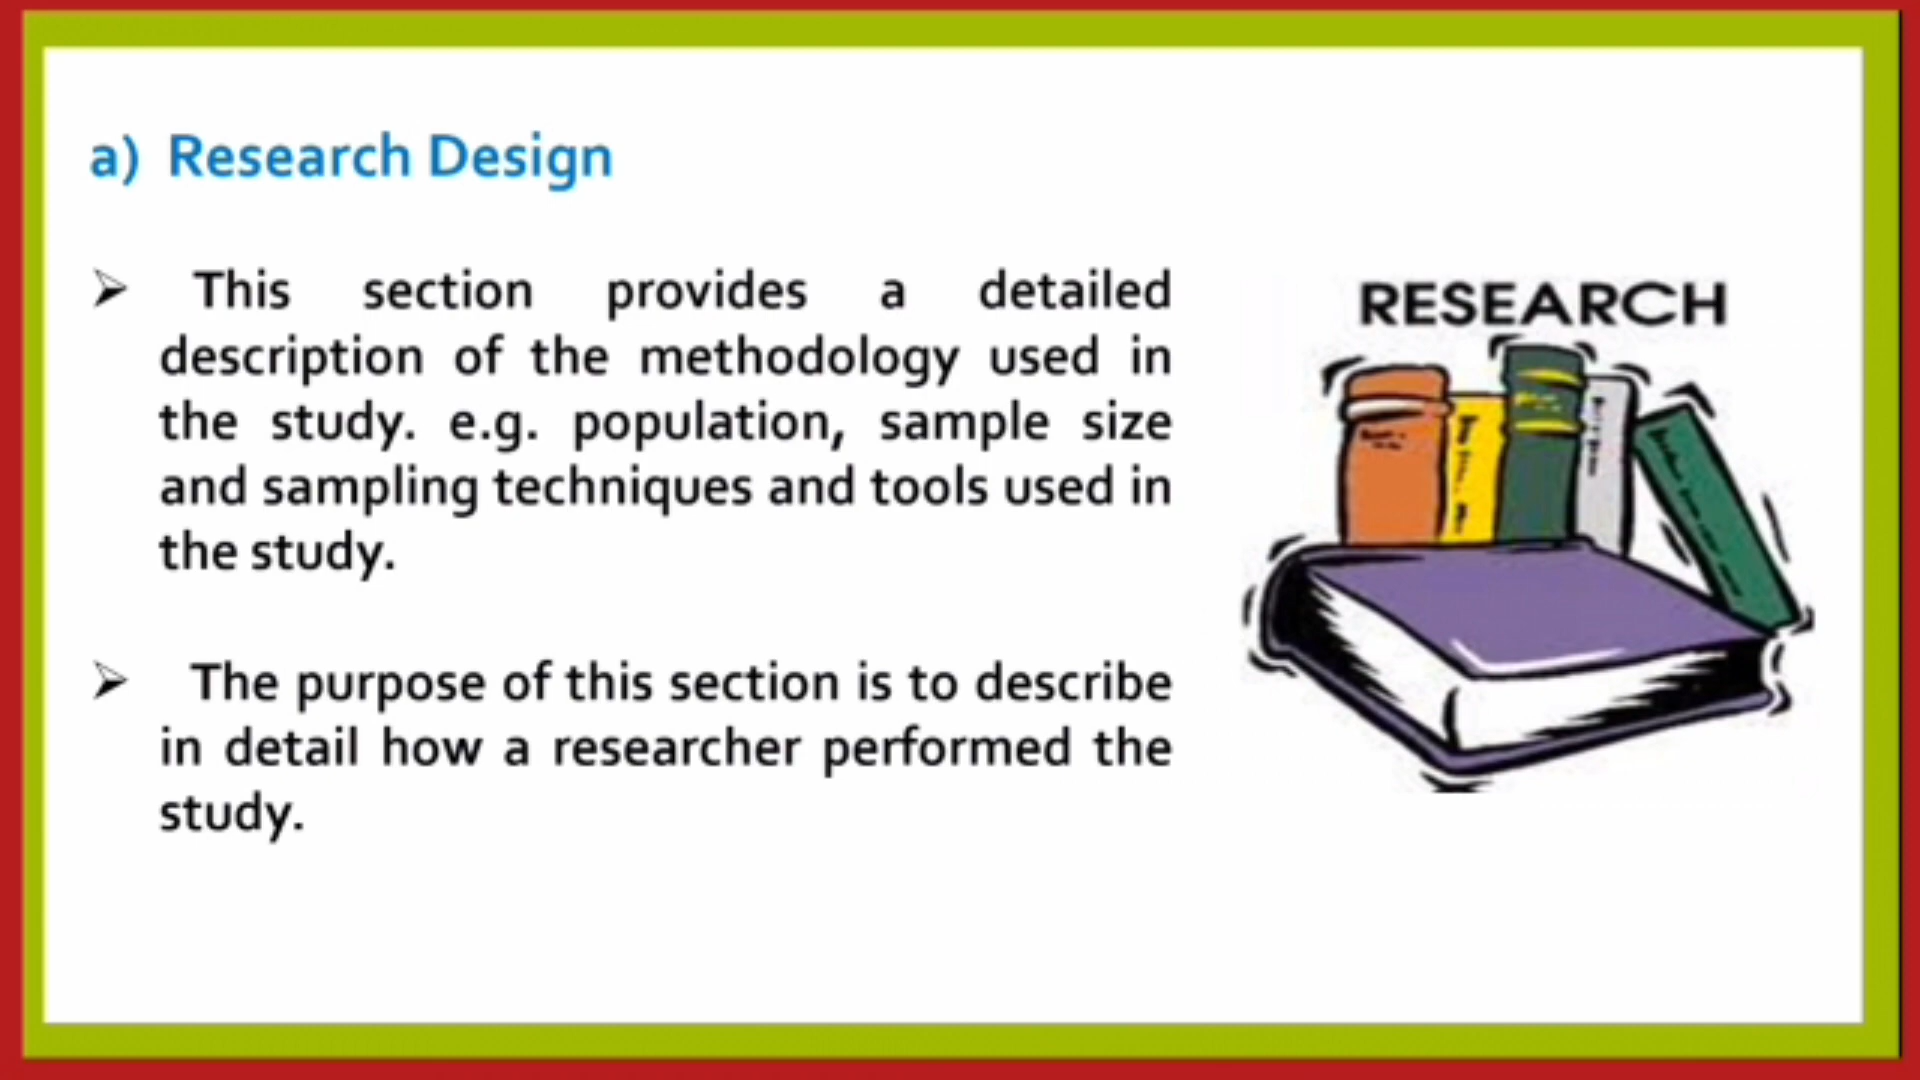 a) Research Design
➢ This section provides a detailed
description of the methodology used in
the study. e.g. population, sample size
and sampling techniques and tools used in
the study.
➢ The purpose of this section is to describe
in detail how a researcher performed the
study.
RESEARCH